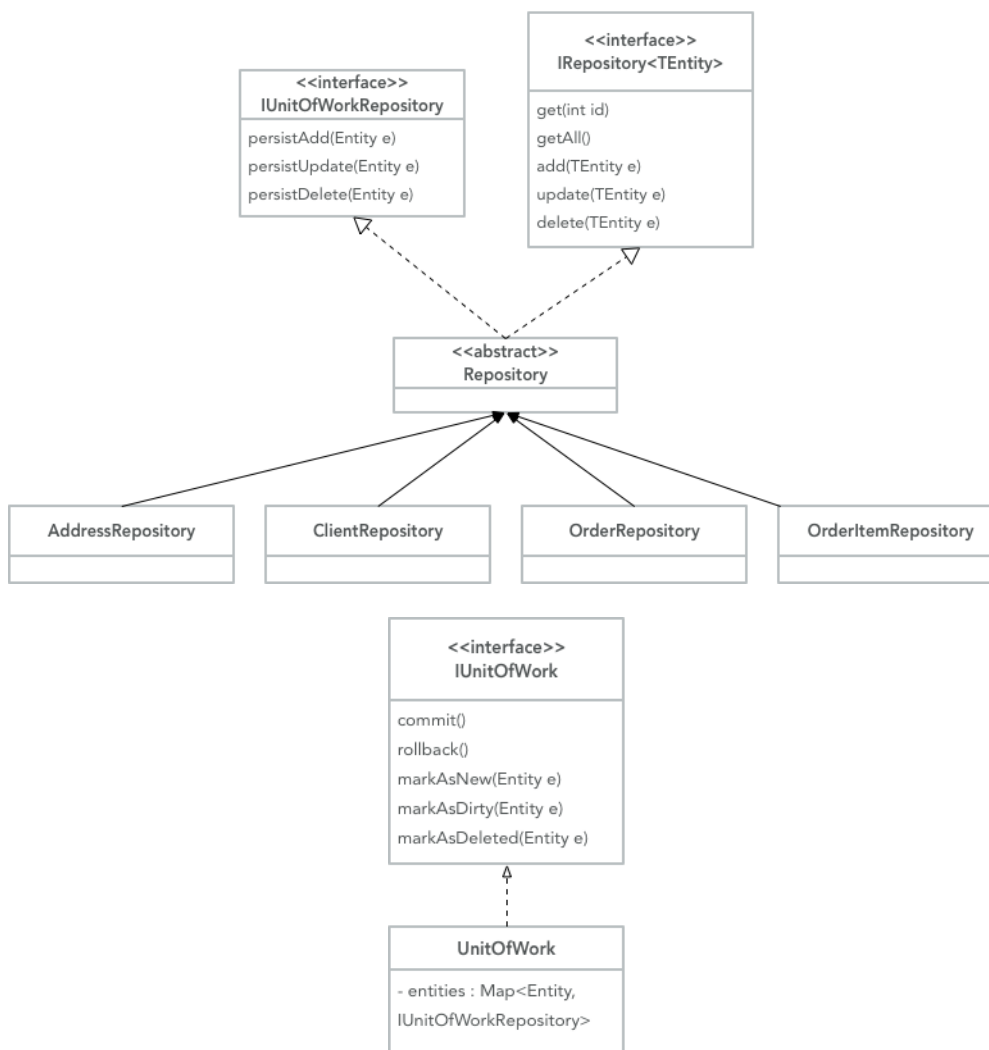 <<interface>>
IUnitOfWorkRepository
persistAdd(Entity e)
persistUpdate(Entity e)
persistDelete(Entity e)
<<interface>>
IRepository<TEntity>
get(int id)
getAll()
add(TEntity e)
update(TEntity e)
delete(TEntity e)
<<abstract>>
Repository
AddressRepository
ClientRepository
OrderRepository
OrderItemRepository
<<interface>>
IUnitOfWork
commit()
rollback()
markAsNew(Entity e)
markAsDirty(Entity e)
markAsDeleted(Entity e)
UnitOfWork
- entities : Map<Entity,
IUnitOfWorkRepository>